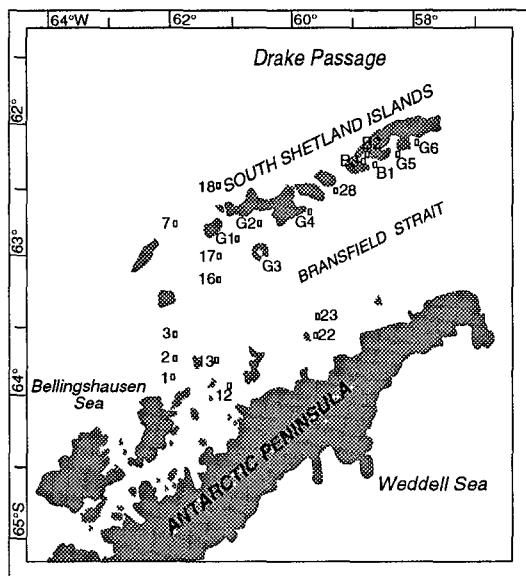 64°W 62° 60° 58°
Drake Passage
62°
SOUTH SHETLAND ISLANDS
B2
G6
B3
G5
B1
18
28
7
G2
G4
G1
63°
17
G3
BRANSFIELD STRAIT
16
23
3
22
2
13
1
12
64°
Bellingshausen
Sea
ANTARCTIC PENINSULA
Weddell Sea
65°S